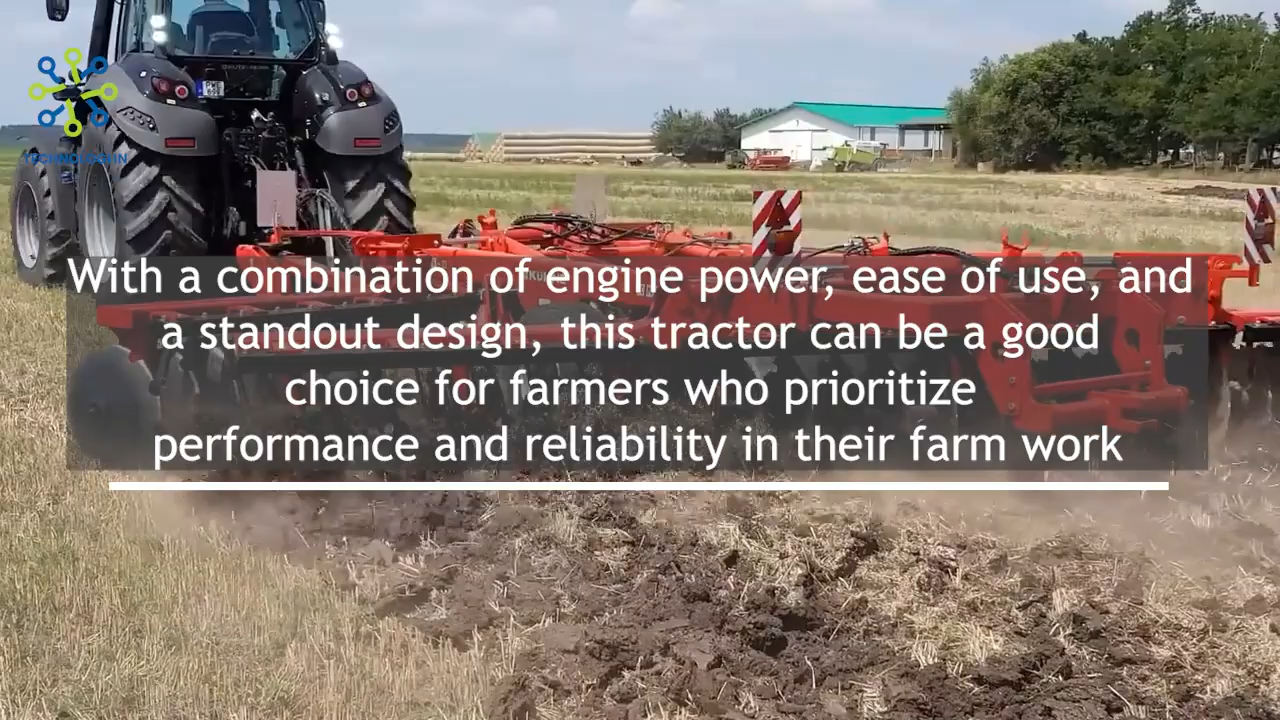 TECHNOLOGWIN
With a combination of engine power, ease of use, and
a standout design, this tractor can be a good
choice for farmers who prioritize
performance and reliability in their farm work